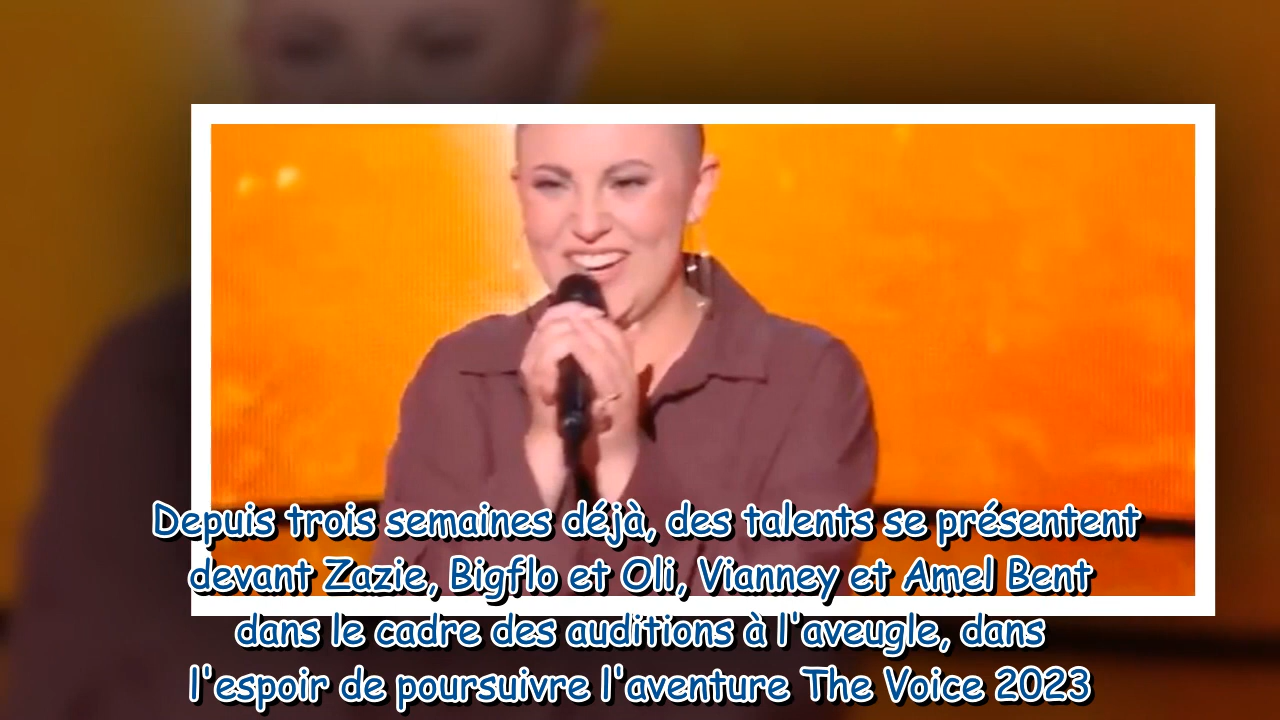 Depuis trois semaines déjà, des talents se présentent
devant Zazie, Bigflo et Oli, Vianney et Amel Bent
dans le cadre des auditions à l'aveugle, dans
l'espoir de poursuivre l'aventure The Voice 2023